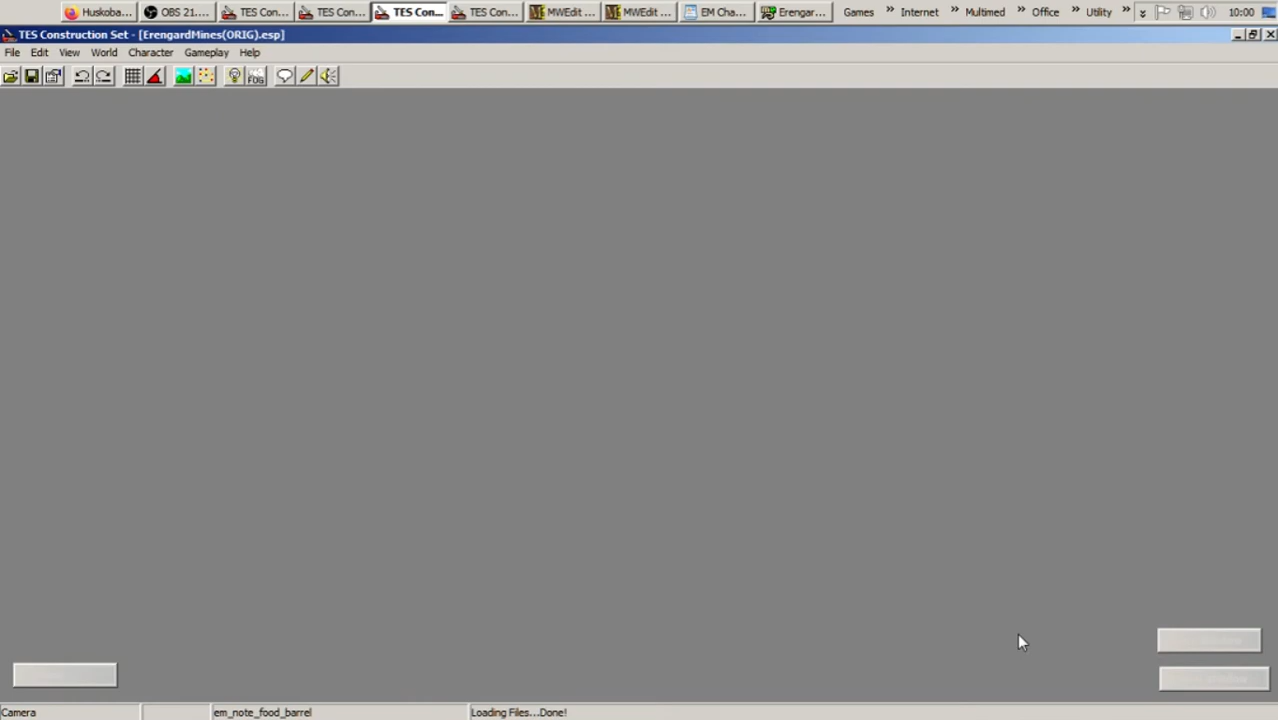 Huskoba... OBS 21.... TES Con... TES Con... TES Con... TES Con... MWEdit ... MWEdit ... EM Cha... Erengar... Games » Internet » Multimed » Office » Utility » 10:00
TES Construction Set - [ErengardMines(ORIG).esp]
File Edit View World Character Gameplay Help
FOG
Camera em_note_food_barrel Loading Files...Done!